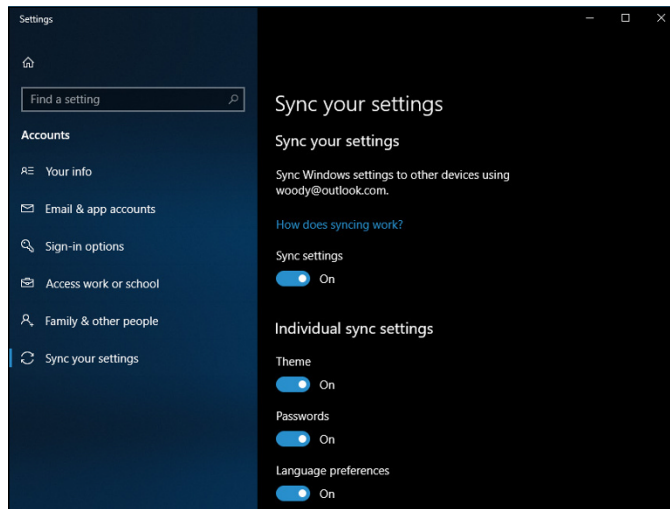 Settings
Find a setting
Accounts
Your info
Email & app accounts
Sign-in options
Access work or school
Family & other people
Sync your settings
Sync your settings
Sync your settings
Sync Windows settings to other devices using
woody@outlook.com.
How does syncing work?
Sync settings
On
Individual sync settings
Theme
On
Passwords
On
Language preferences
On